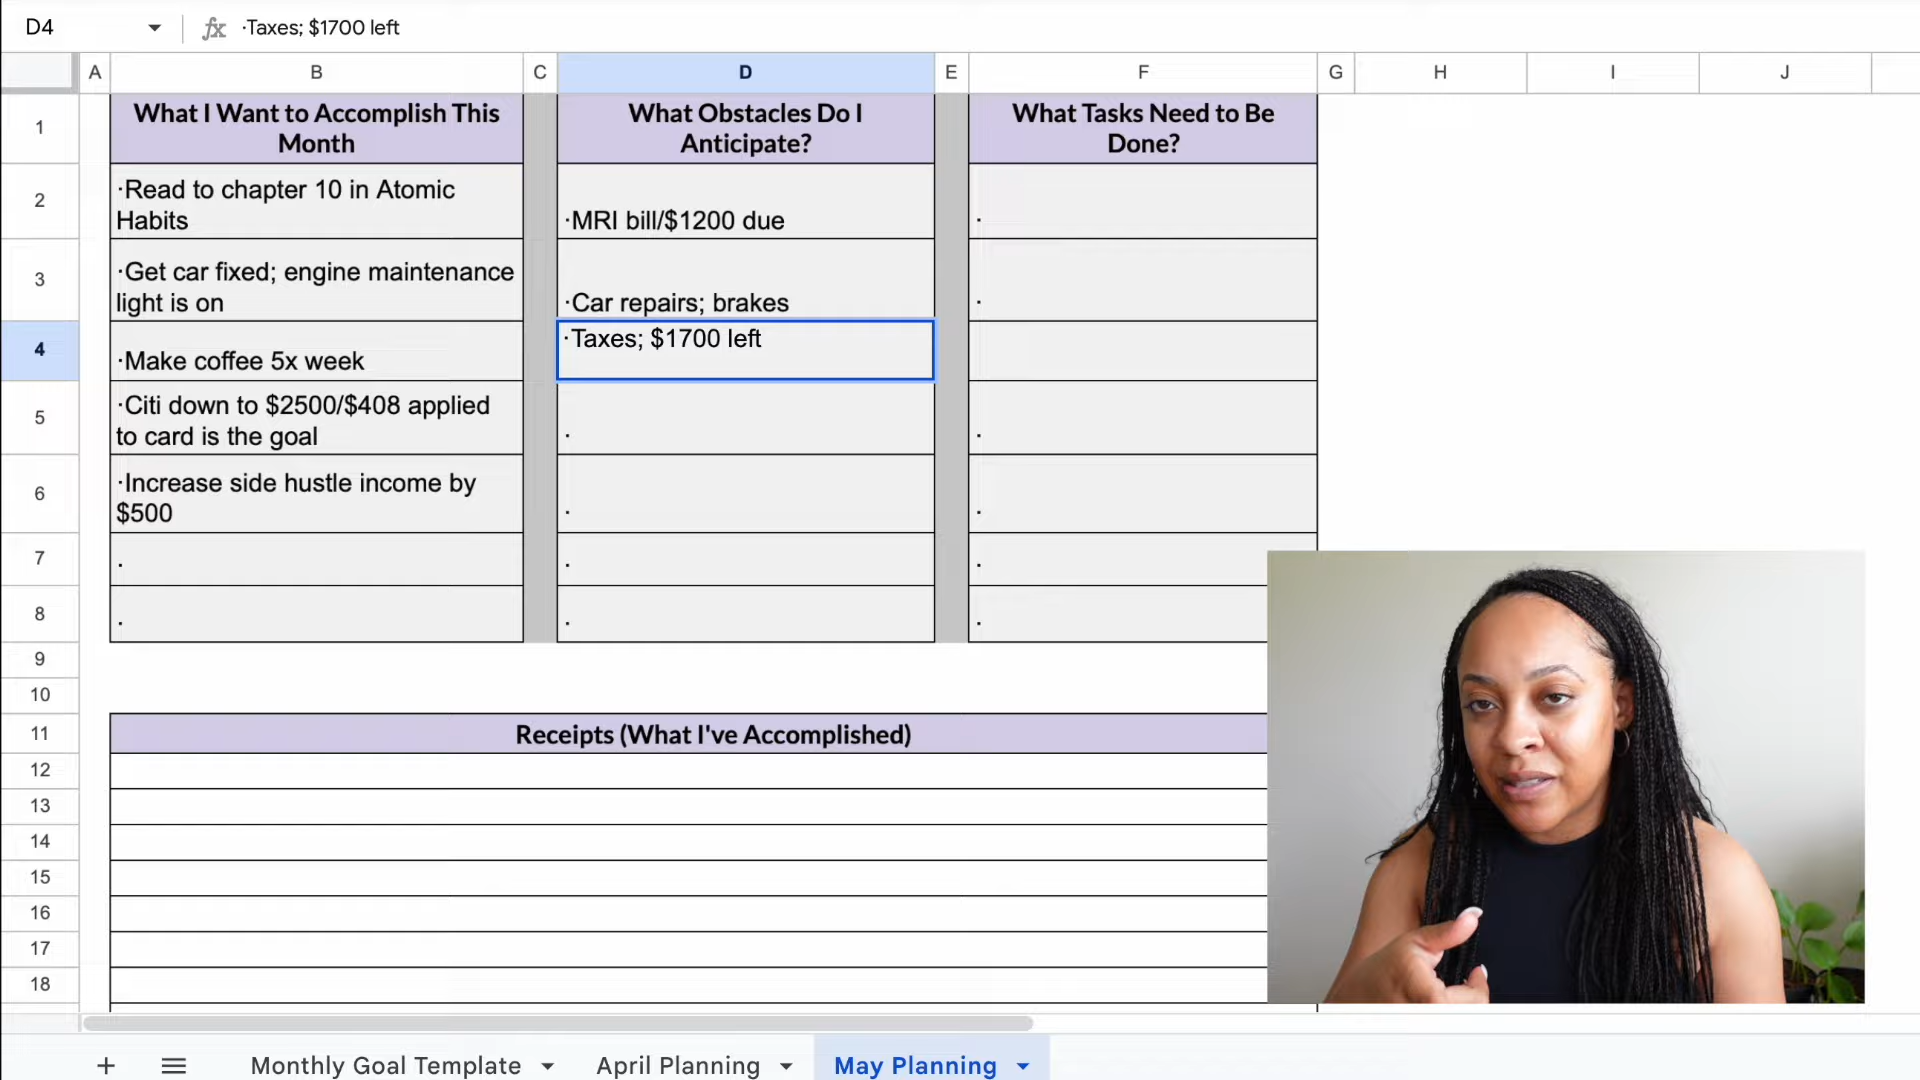 D4
fx ·Taxes; $1700 left
A B C D E F G H I J
1
What I Want to Accomplish This
Month
What Obstacles Do I
Anticipate?
What Tasks Need to Be
Done?
2
·Read to chapter 10 in Atomic
Habits
·MRI bill/$1200 due
·
3
·Get car fixed; engine maintenance
light is on
·Car repairs; brakes
·
4
·Make coffee 5x week
·Taxes; $1700 left
5
·Citi down to $2500/$408 applied
to card is the goal
·
·
6
·Increase side hustle income by
$500
·
·
7
·
·
·
8
·
·
·
9
10
11
Receipts (What I've Accomplished)
12
13
14
15
16
17
18
+ Monthly Goal Template April Planning May Planning